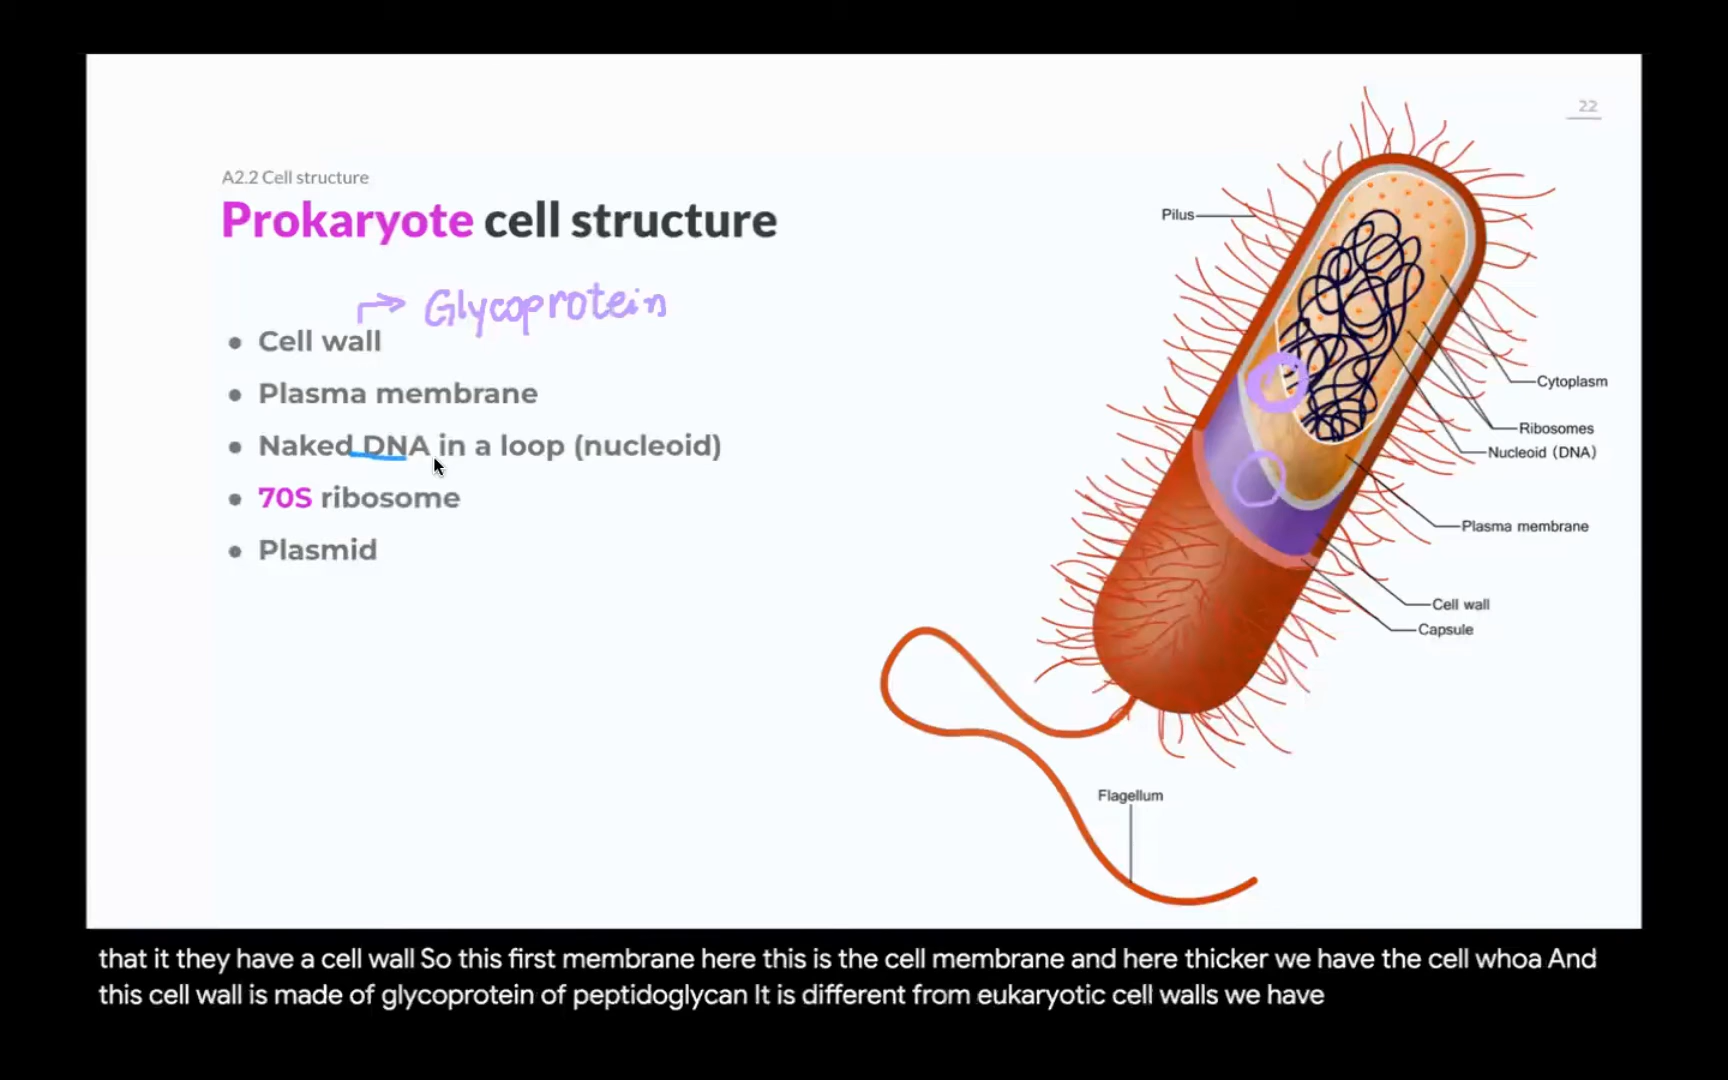 22
A2.2 Cell structure
Prokaryote cell structure
Glycoprotein
Cell wall
Plasma membrane
Naked DNA in a loop (nucleoid)
70S ribosome
Plasmid
Pilus
Cytoplasm
Ribosomes
Nucleoid (DNA)
Plasma membrane
Cell wall
Capsule
Flagellum
that it they have a cell wall So this first membrane here this is the cell membrane and here thicker we have the cell whoa And
this cell wall is made of glycoprotein of peptidoglycan It is different from eukaryotic cell walls we have